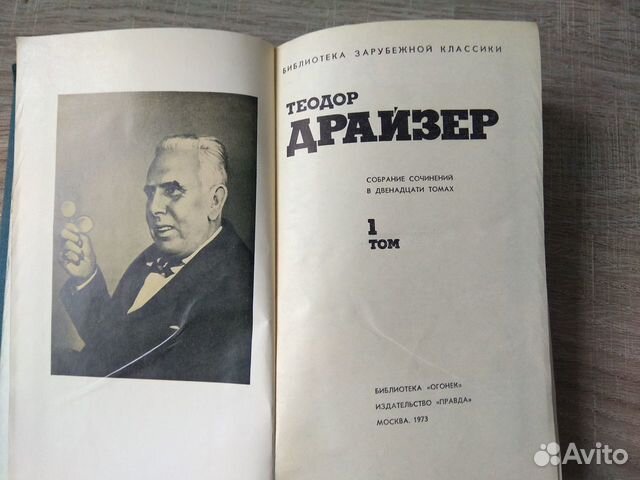 БИБЛИОТЕКА ЗАРУБЕЖНОЙ КЛАССИКИ
ТЕОДОР
ДРАЙЗЕР
СОБРАНИЕ СОЧИНЕНИЙ
В ДВЕНАДЦАТИ ТОМАХ
1
ТОМ
БИБЛИОТЕКА «ОГОНЕК»
ИЗДАТЕЛЬСТВО «ПРАВДА»
МОСКВА. 1973
Avito